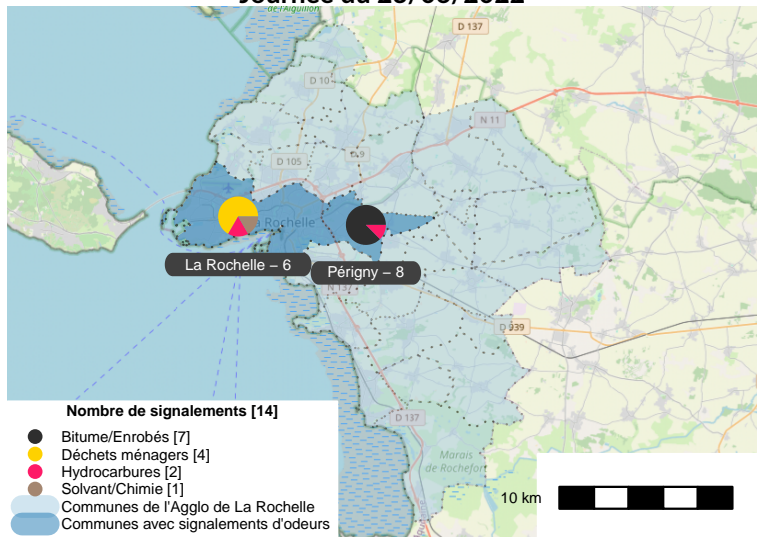 de l'Aiguillon
D 137
D 10
N 11
D 9
D 105
La Rochelle
La Rochelle – 6
Périgny – 8
N 137
D 939
D 137
Marais
de Rochefort
Nombre de signalements [14]
Bitume/Enrobés [7]
Déchets ménagers [4]
Hydrocarbures [2]
Solvant/Chimie [1]
Communes de l'Agglo de La Rochelle
Communes avec signalements d'odeurs
10 km